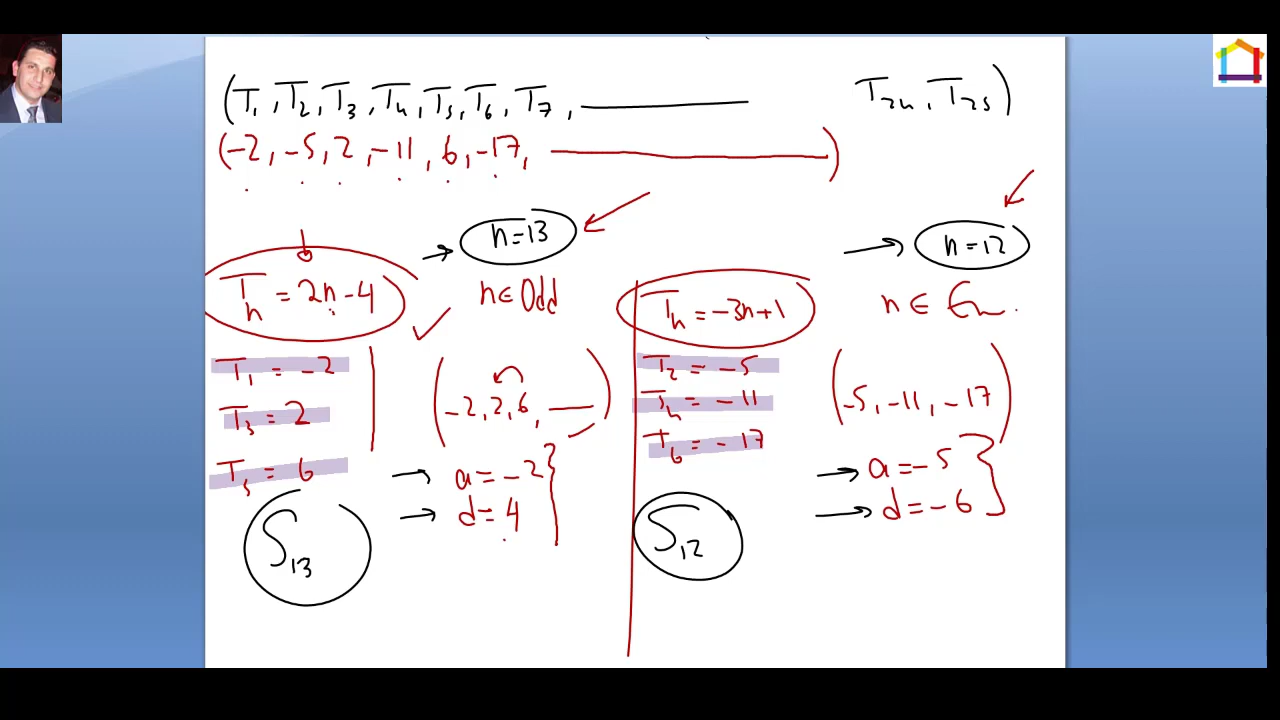 (T1, T2, T3, T4, T5, T6, T7, ——— T24, T25)
(-2, -5, 2, -11, 6, -17, ———)
→ n=13
→ n=12
Tn = 2n-4
n∈ Odd
Tn = -3n+1
n ∈
T1 = -2
T3 = 2
T5 = 6
(-2, 2, 6, ——)
T2 = -5
T4 = -11
T6 = -17
(-5, -11, -17)
→ a = -2
→ d = 4
→ a = -5
→ d = -6
S13
S12